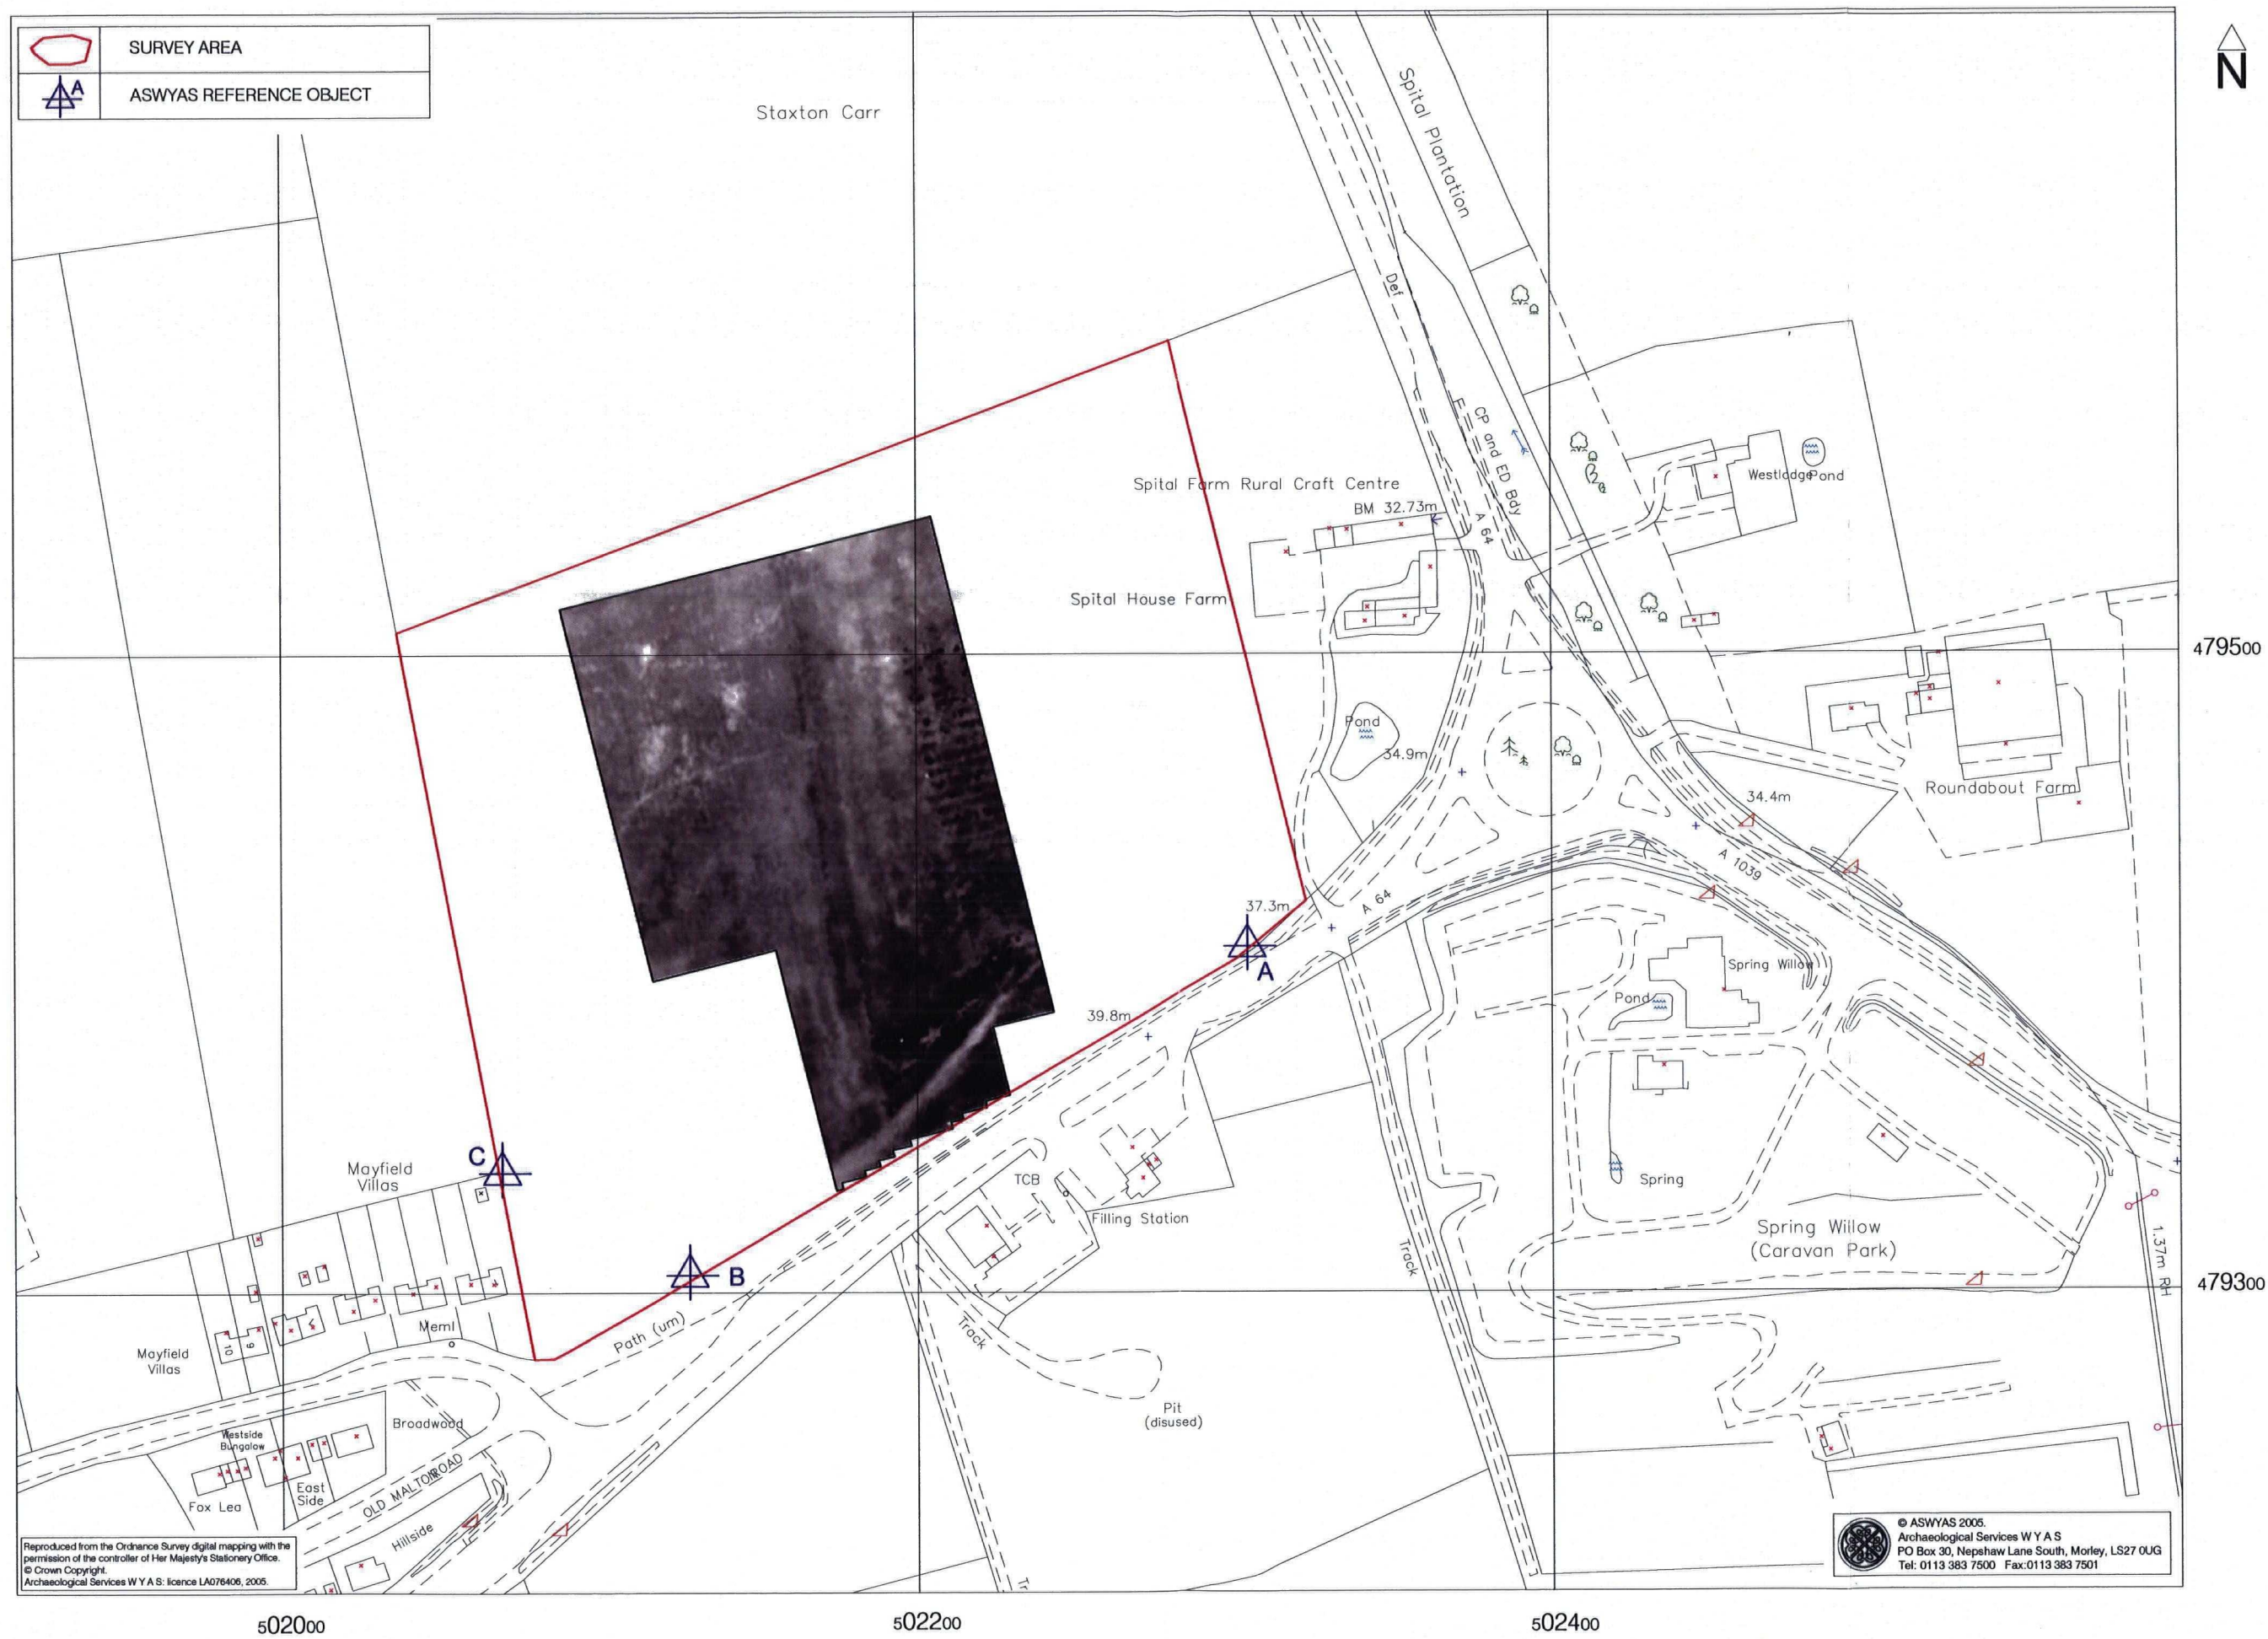 SURVEY AREA
A
ASWYAS REFERENCE OBJECT
N
Staxton Carr
Spital Plantation
Def
CP and ED Bdy
Spital Farm Rural Craft Centre
BM 32.73m
A 64
Westlodge
Pond
Spital House Farm
479500
Pond
34.9m
34.4m
Roundabout Farm
A 1039
37.3m
A 64
A
Spring Willow
Pond
39.8m
C
Mayfield
Villas
TCB
Filling Station
Spring
Spring Willow
(Caravan Park)
1.37m RH
B
Track
479300
Meml
10
9
Path (um)
Track
Mayfield
Villas
Pit
(disused)
Broadwood
Westside
Bungalow
OLD MALTON ROAD
East
Side
Fox Lea
Hillside
Tr
Reproduced from the Ordnance Survey digital mapping with the
permission of the controller of Her Majesty's Stationery Office.
© Crown Copyright.
Archaeological Services W Y A S: licence LA076406, 2005.
© ASWYAS 2005.
Archaeological Services W Y A S
PO Box 30, Nepshaw Lane South, Morley, LS27 0UG
Tel: 0113 383 7500 Fax:0113 383 7501
502000
502200
502400